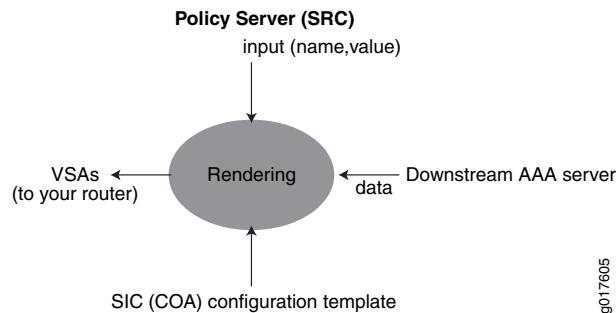 Policy Server (SRC)
input (name,value)
VSAs
(to your router)
Rendering
data
Downstream AAA server
SIC (COA) configuration template
g017605